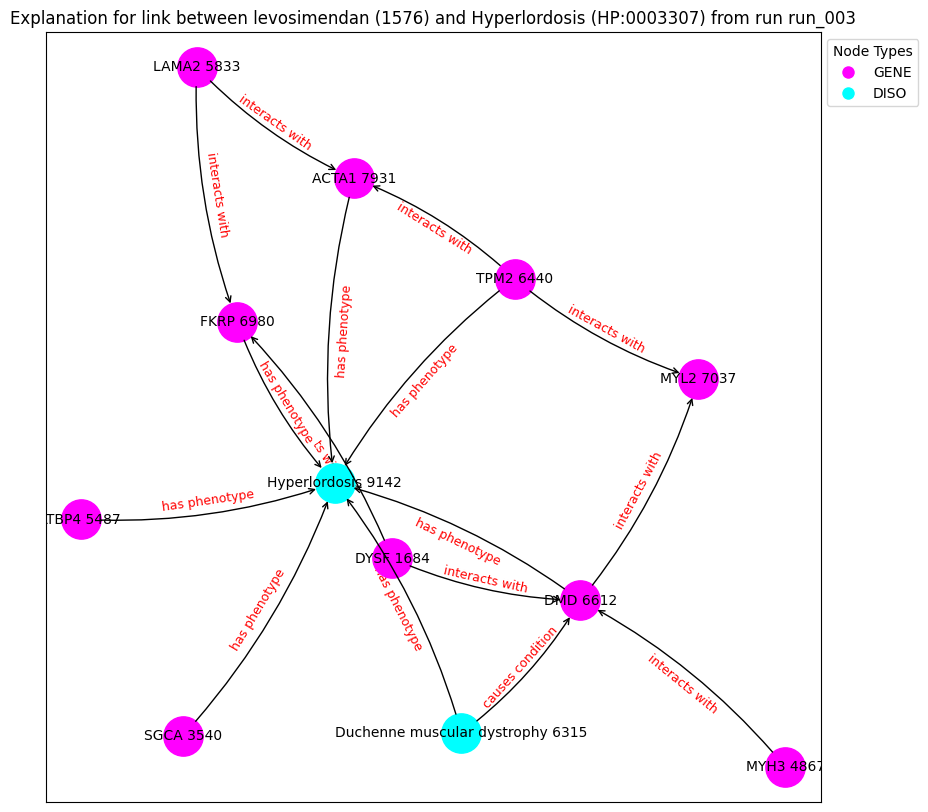 Explanation for link between levosimendan (1576) and Hyperlordosis (HP:0003307) from run run_003
Node Types
GENE
DISO
LAMA2 5833
interacts with
ACTA1 7931
interacts with
interacts with
TPM2 6440
interacts with
FKRP 6980
has phenotype
has phenotype
MYL2 7037
has phenotype
ts w
Hyperlordosis 9142
interacts with
TBP4 5487
has phenotype
has phenotype
DYSF 1684
interacts with
DMD 6612
has phenotype
has phenotype
causes condition
interacts with
SGCA 3540
Duchenne muscular dystrophy 6315
MYH3 4867